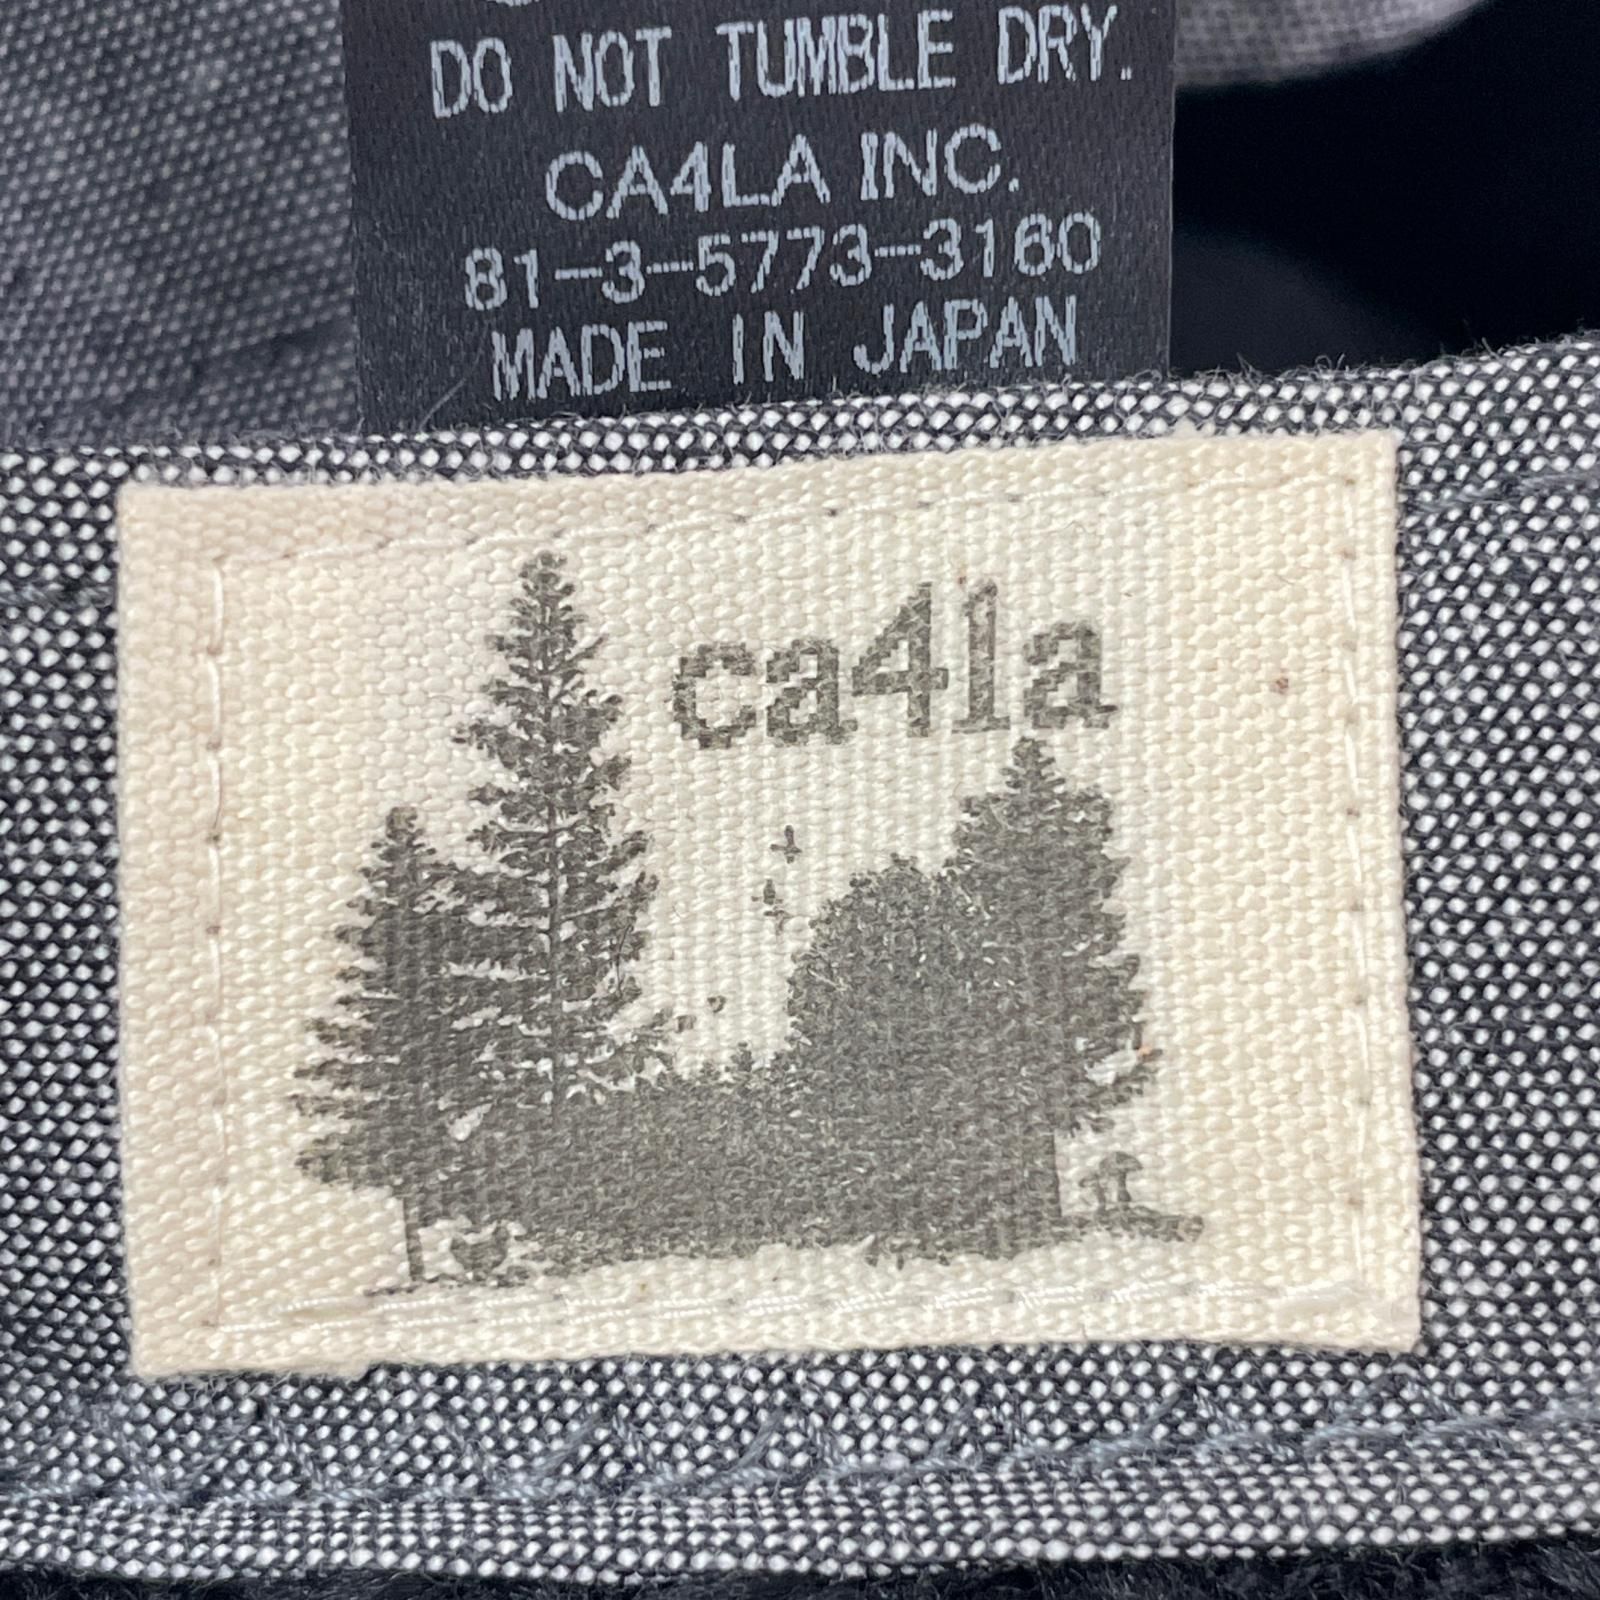 DO NOT TUMBLE DRY.
CA4LA INC.
81-3-5773-3160
MADE IN JAPAN
ca4la